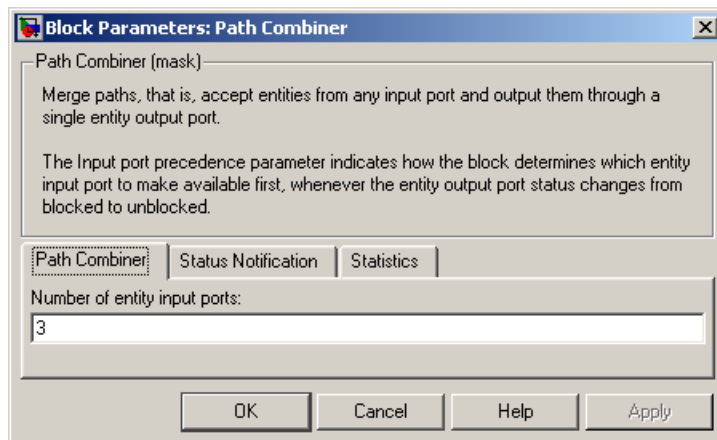 Block Parameters: Path Combiner
Path Combiner (mask)
Merge paths, that is, accept entities from any input port and output them through a
single entity output port.
The Input port precedence parameter indicates how the block determines which entity
input port to make available first, whenever the entity output port status changes from
blocked to unblocked.
Path Combiner Status Notification Statistics
Number of entity input ports:
3
OK Cancel Help Apply